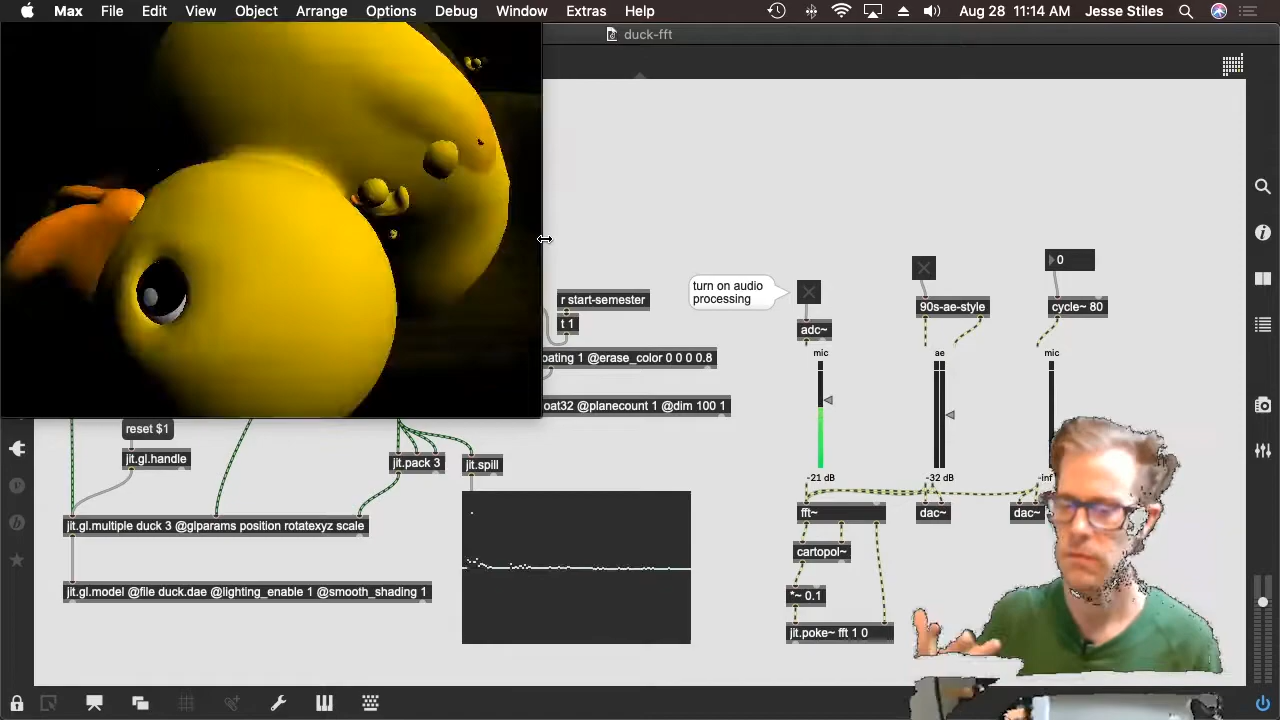 Max File Edit View Object Arrange Options Debug Window Extras Help Aug 28 11:14 AM Jesse Stiles
duck-fft
r start-semester
t 1
oating 1 @erase_color 0 0 0 0.8
oat32 @planecount 1 @dim 100 1
turn on audio
processing
adc~
mic
-21 dB
90s-ae-style
ae
-32 dB
0
cycle~ 80
mic
-inf
reset $1
jit.gl.handle
jit.pack 3
jit.spill
jit.gl.multiple duck 3 @glparams position rotatexyz scale
jit.gl.model @file duck.dae @lighting_enable 1 @smooth_shading 1
fft~
dac~
dac~
cartopol~
*~ 0.1
jit.poke~ fft 1 0